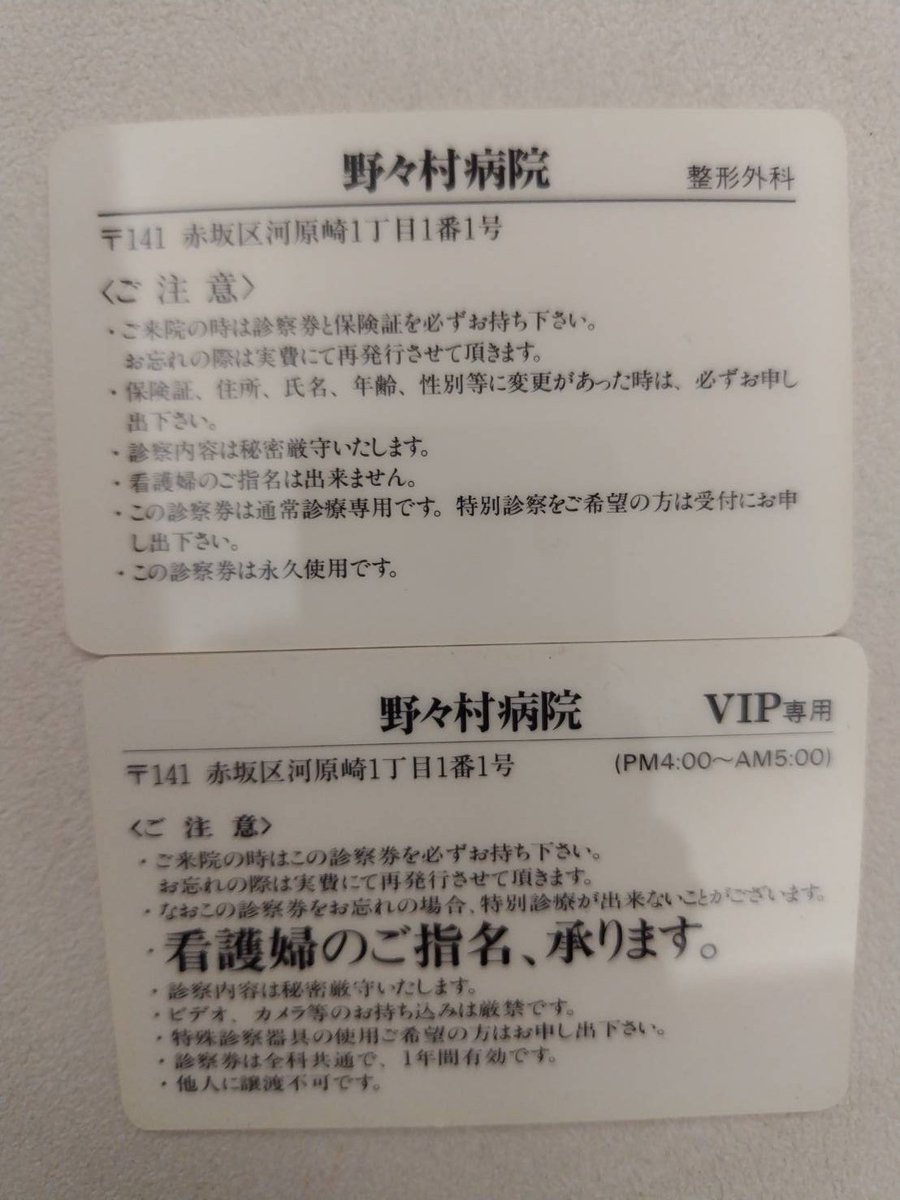 野々村病院 整形外科
〒141 赤坂区河原崎1丁目1番1号
〈ご 注 意〉
・ご来院の時は診察券と保険証を必ずお持ち下さい。
お忘れの際は実費にて再発行させて頂きます。
・保険証、住所、氏名、年齢、性別等に変更があった時は、必ずお申し
出下さい。
・診察内容は秘密厳守いたします。
・看護婦のご指名は出来ません。
・この診察券は通常診療専用です。特別診察をご希望の方は受付にお申
し出下さい。
・この診察券は永久使用です。
野々村病院 VIP専用
〒141 赤坂区河原崎1丁目1番1号 (PM4:00〜AM5:00)
〈ご 注 意〉
・ご来院の時はこの診察券を必ずお持ち下さい。
お忘れの際は実費にて再発行させて頂きます。
・なおこの診察券をお忘れの場合、特別診療が出来ないことがございます。
・看護婦のご指名、承ります。
・診察内容は秘密厳守いたします。
・ビデオ、カメラ等のお持ち込みは厳禁です。
・特殊診察器具の使用ご希望の方はお申し出下さい。
・診察券は全科共通で、1年間有効です。
・他人に譲渡不可です。